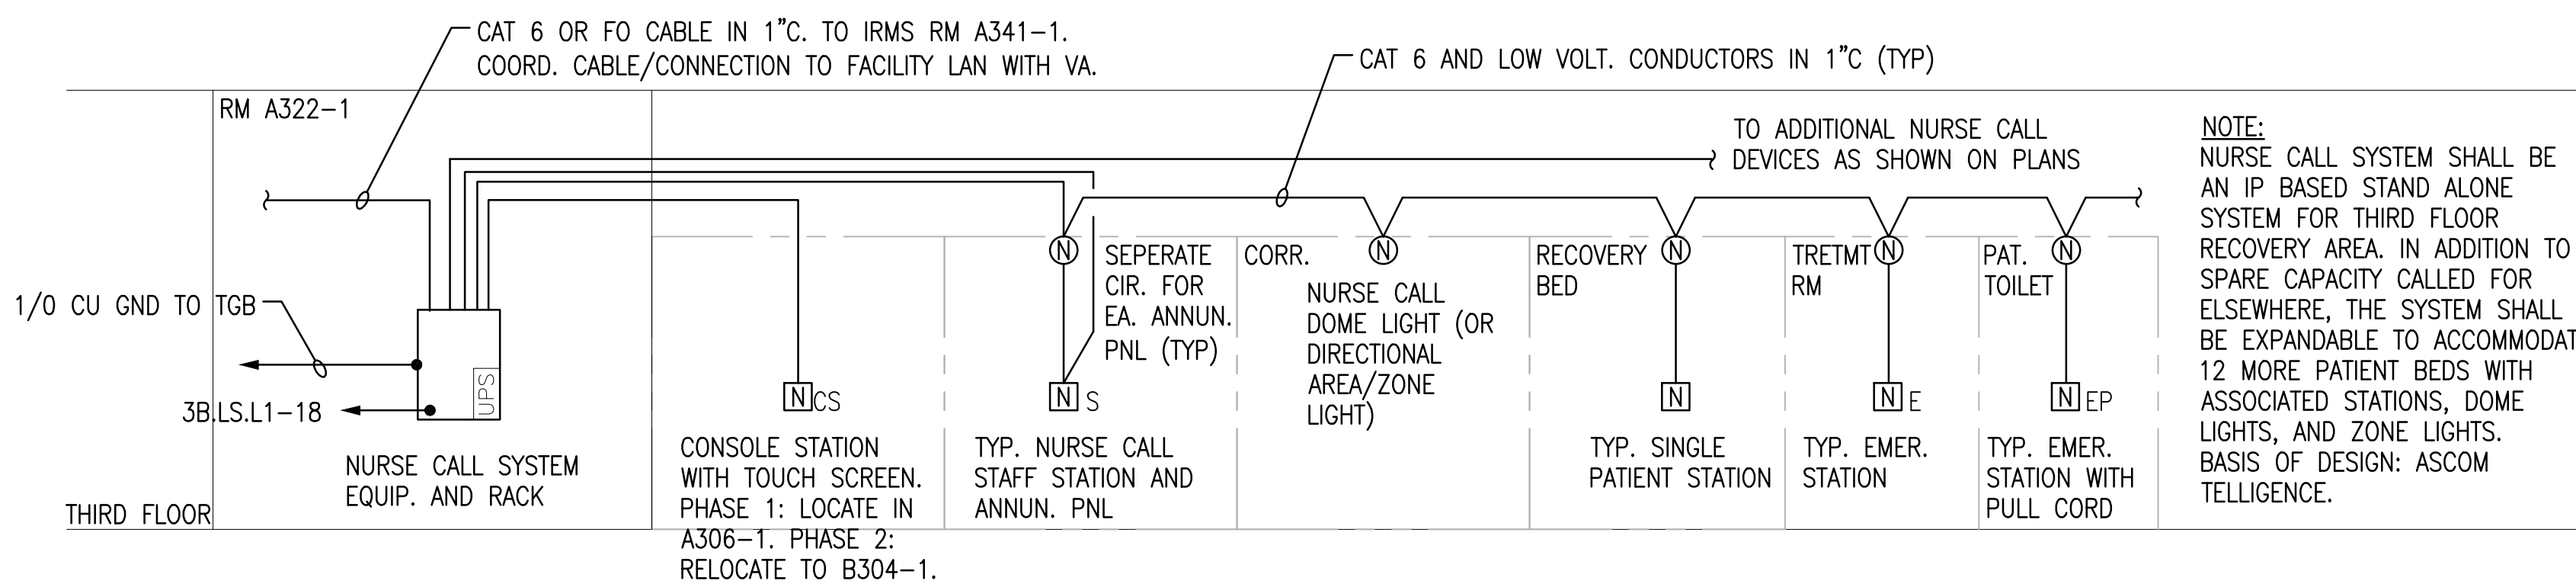 CAT 6 OR FO CABLE IN 1"C. TO IRMS RM A341-1.
COORD. CABLE/CONNECTION TO FACILITY LAN WITH VA.
CAT 6 AND LOW VOLT. CONDUCTORS IN 1"C (TYP)
RM A322-1
TO ADDITIONAL NURSE CALL
DEVICES AS SHOWN ON PLANS
1/0 CU GND TO TGB
3B.LS.L1-18
UPS
NURSE CALL SYSTEM
EQUIP. AND RACK
THIRD FLOOR
N CS
CONSOLE STATION
WITH TOUCH SCREEN.
PHASE 1: LOCATE IN
A306-1. PHASE 2:
RELOCATE TO B304-1.
N
SEPERATE
CIR. FOR
EA. ANNUN.
PNL (TYP)
N S
TYP. NURSE CALL
STAFF STATION AND
ANNUN. PNL
CORR.
N
NURSE CALL
DOME LIGHT (OR
DIRECTIONAL
AREA/ZONE
LIGHT)
RECOVERY
BED
N
N
TYP. SINGLE
PATIENT STATION
TRETMT
RM
N
N E
TYP. EMER.
STATION
PAT.
TOILET
N
N EP
TYP. EMER.
STATION WITH
PULL CORD
NOTE:
NURSE CALL SYSTEM SHALL BE
AN IP BASED STAND ALONE
SYSTEM FOR THIRD FLOOR
RECOVERY AREA. IN ADDITION TO
SPARE CAPACITY CALLED FOR
ELSEWHERE, THE SYSTEM SHALL
BE EXPANDABLE TO ACCOMMODAT
12 MORE PATIENT BEDS WITH
ASSOCIATED STATIONS, DOME
LIGHTS, AND ZONE LIGHTS.
BASIS OF DESIGN: ASCOM
TELLIGENCE.